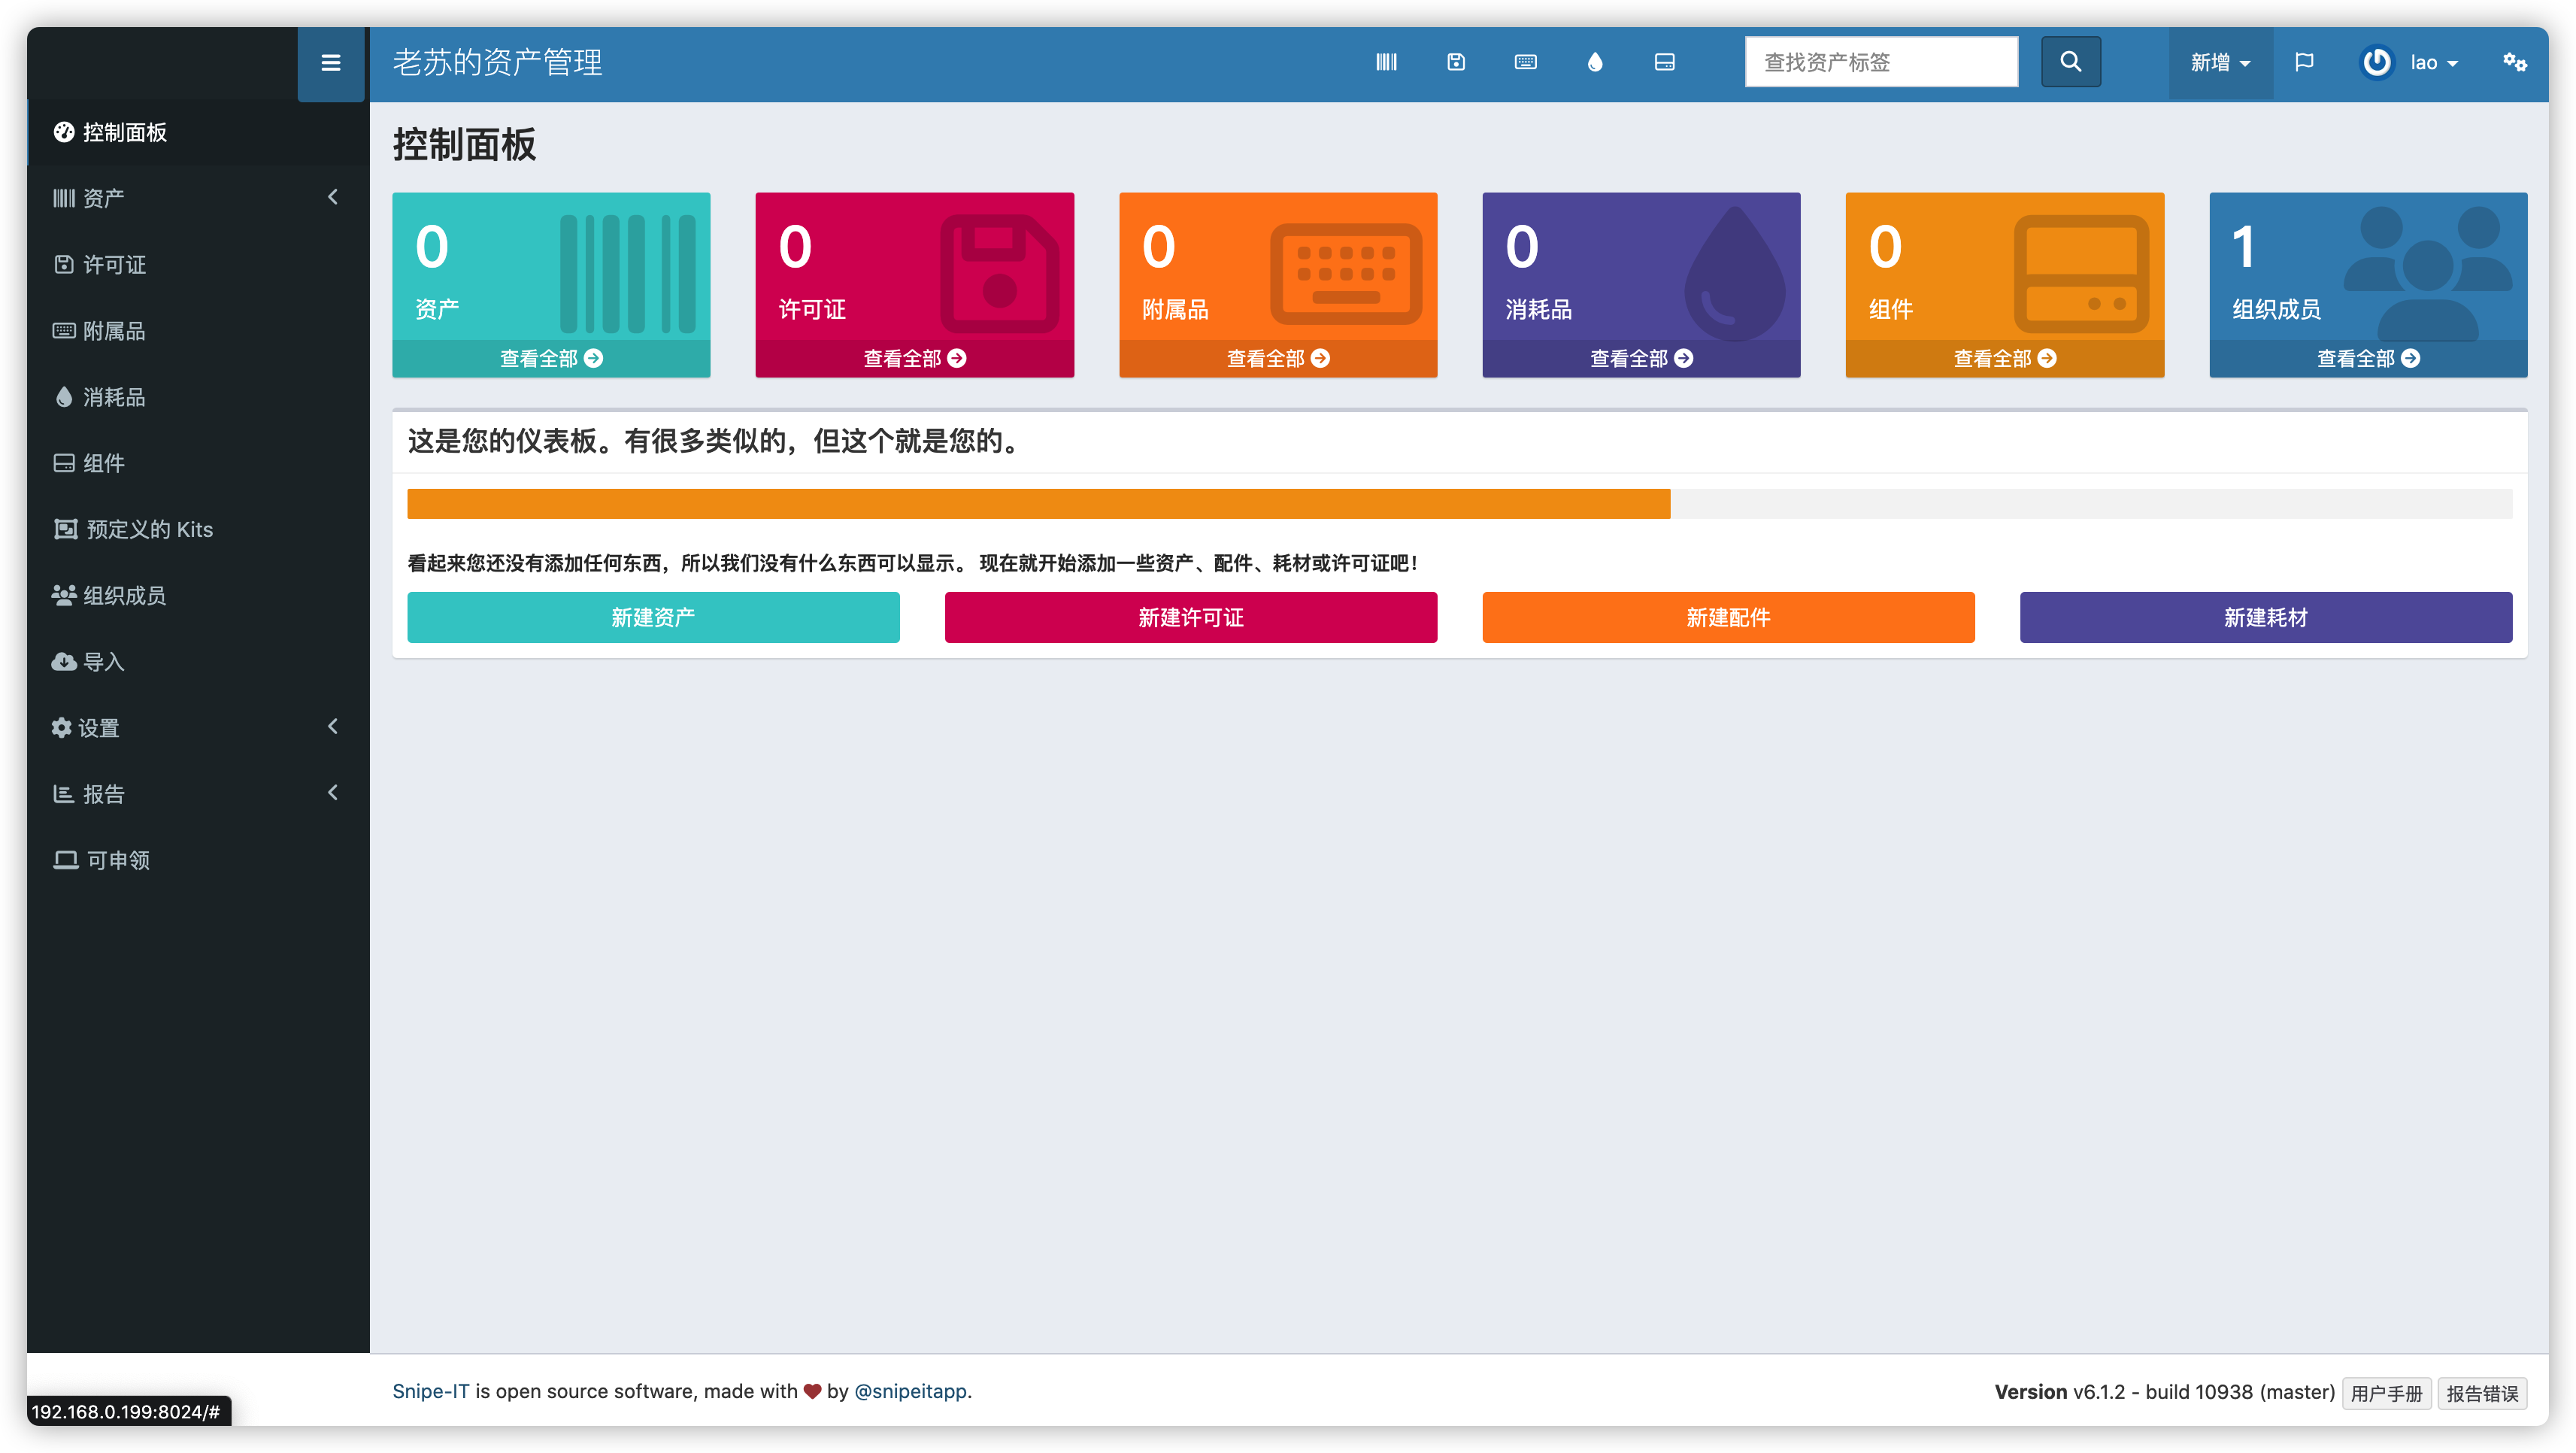 老苏的资产管理
查找资产标签
新增
lao
控制面板
资产
许可证
附属品
消耗品
组件
预定义的 Kits
组织成员
导入
设置
报告
可申领
控制面板
0
资产
查看全部
0
许可证
查看全部
0
附属品
查看全部
0
消耗品
查看全部
0
组件
查看全部
1
组织成员
查看全部
这是您的仪表板。有很多类似的，但这个就是您的。
看起来您还没有添加任何东西，所以我们没有什么东西可以显示。 现在就开始添加一些资产、配件、耗材或许可证吧！
新建资产
新建许可证
新建配件
新建耗材
Snipe-IT is open source software, made with ❤ by @snipeitapp.
Version v6.1.2 - build 10938 (master)
用户手册
报告错误
192.168.0.199:8024/#